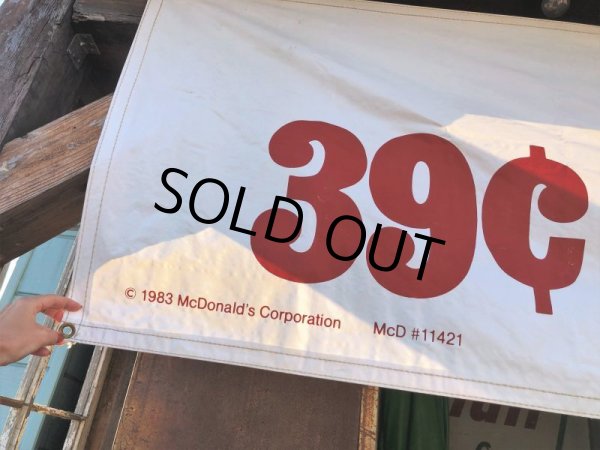 39¢
SOLD OUT
© 1983 McDonald's Corporation McD #11421